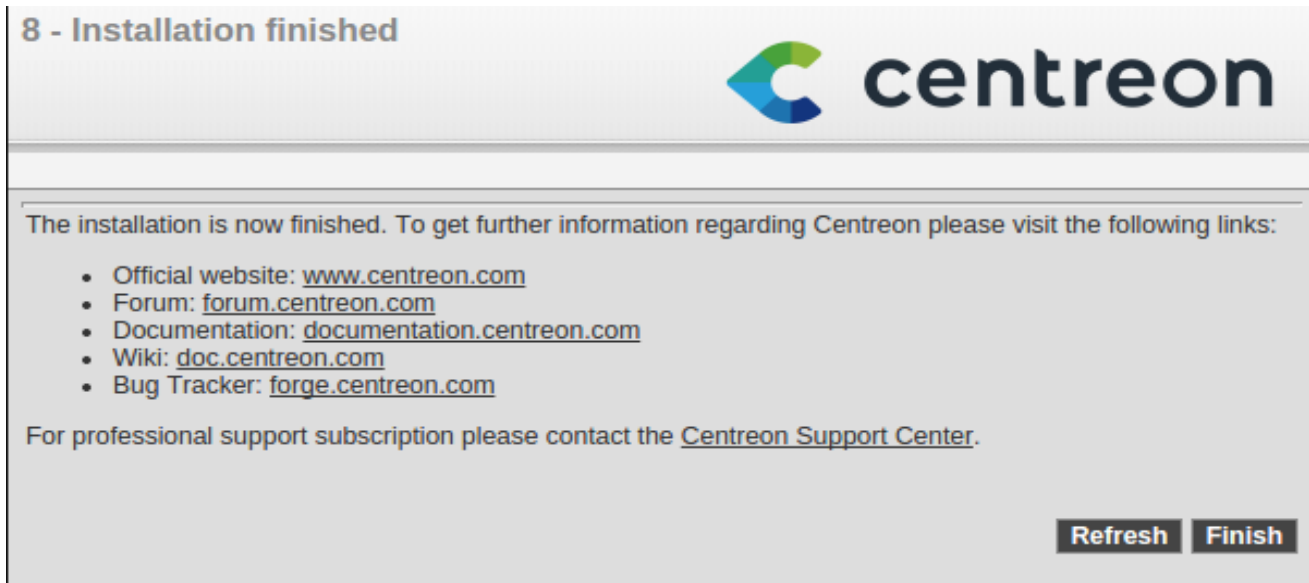 8 - Installation finished
centreon
The installation is now finished. To get further information regarding Centreon please visit the following links:
Official website: www.centreon.com
Forum: forum.centreon.com
Documentation: documentation.centreon.com
Wiki: doc.centreon.com
Bug Tracker: forge.centreon.com
For professional support subscription please contact the Centreon Support Center.
Refresh Finish